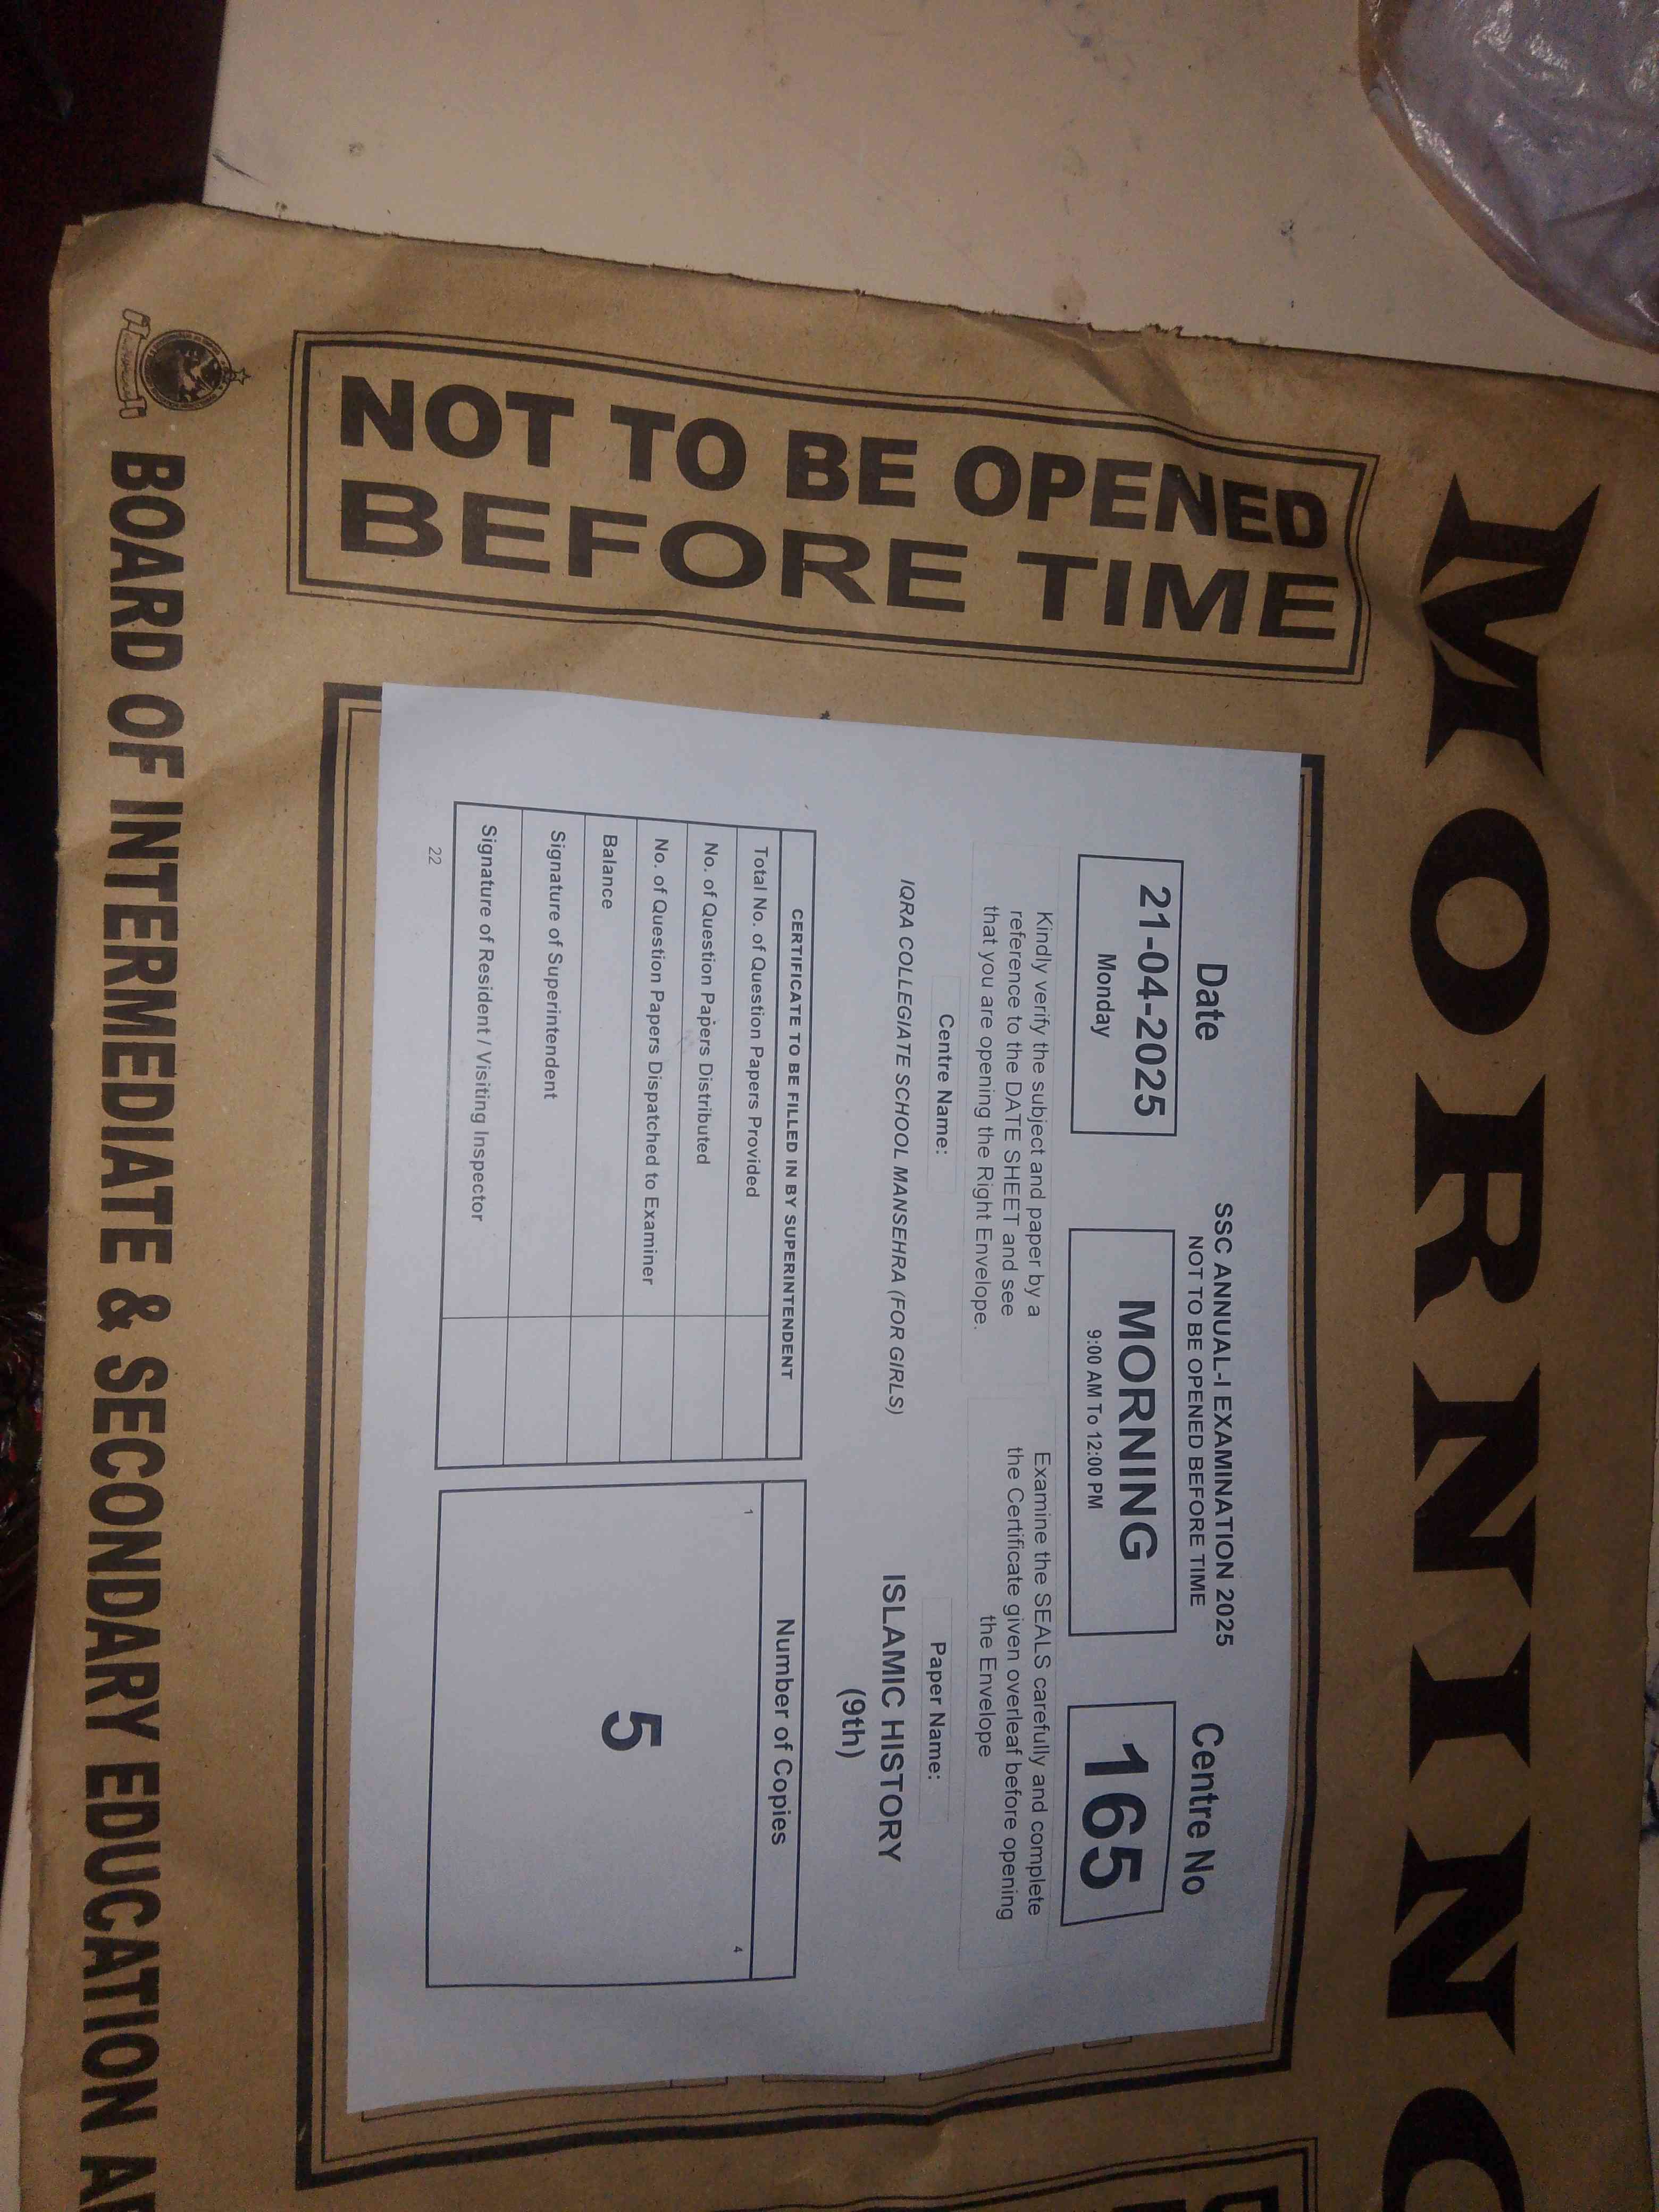 MORNING
NOT TO BE OPENED
BEFORE TIME
SSC ANNUAL-I EXAMINATION 2025
NOT TO BE OPENED BEFORE TIME
Date
21-04-2025
Monday
MORNING
9:00 AM To 12:00 PM
Centre No
165
Kindly verify the subject and paper by a
reference to the DATE SHEET and see
that you are opening the Right Envelope.
Examine the SEALS carefully and complete
the Certificate given overleaf before opening
the Envelope
Centre Name:
IQRA COLLEGIATE SCHOOL MANSEHRA (FOR GIRLS)
Paper Name:
ISLAMIC HISTORY
(9th)
CERTIFICATE TO BE FILLED IN BY SUPERINTENDENT
Total No. of Question Papers Provided
No. of Question Papers Distributed
No. of Question Papers Dispatched to Examiner
Balance
Signature of Superintendent
Signature of Resident / Visiting Inspector
Number of Copies
1
4
5
22
BOARD OF INTERMEDIATE & SECONDARY EDUCATION